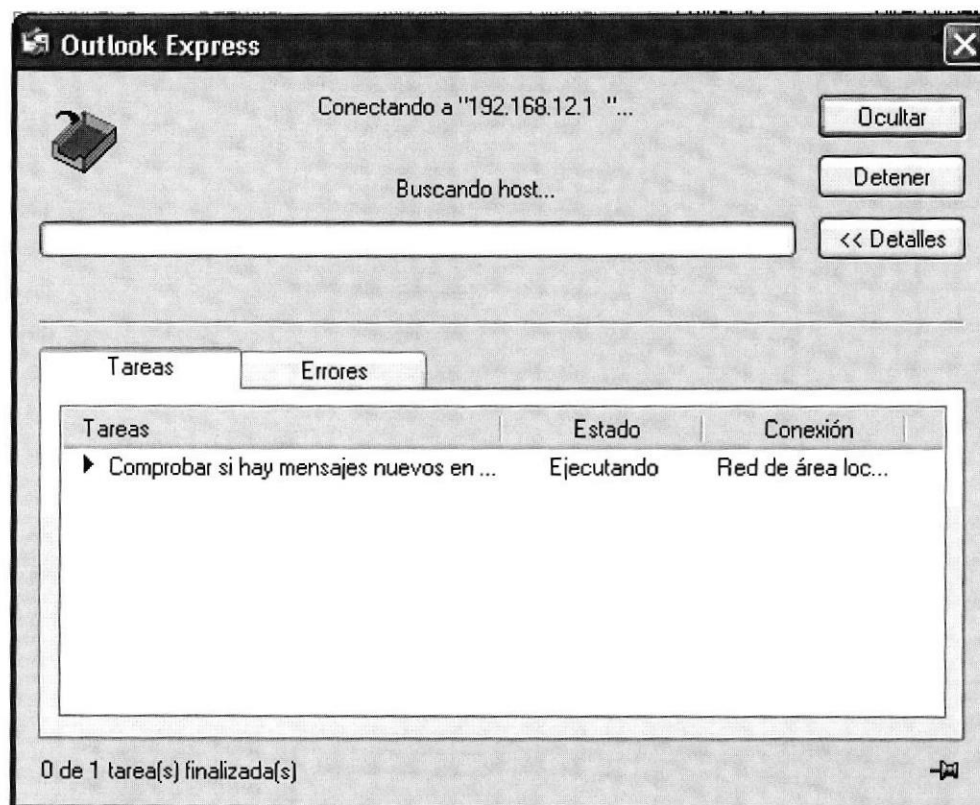 Outlook Express
Conectando a "192.168.12.1 "...
Ocultar
Buscando host...
Detener
<< Detalles
Tareas Errores
Tareas Estado Conexión
Comprobar si hay mensajes nuevos en ... Ejecutando Red de área loc...
0 de 1 tarea(s) finalizada(s)